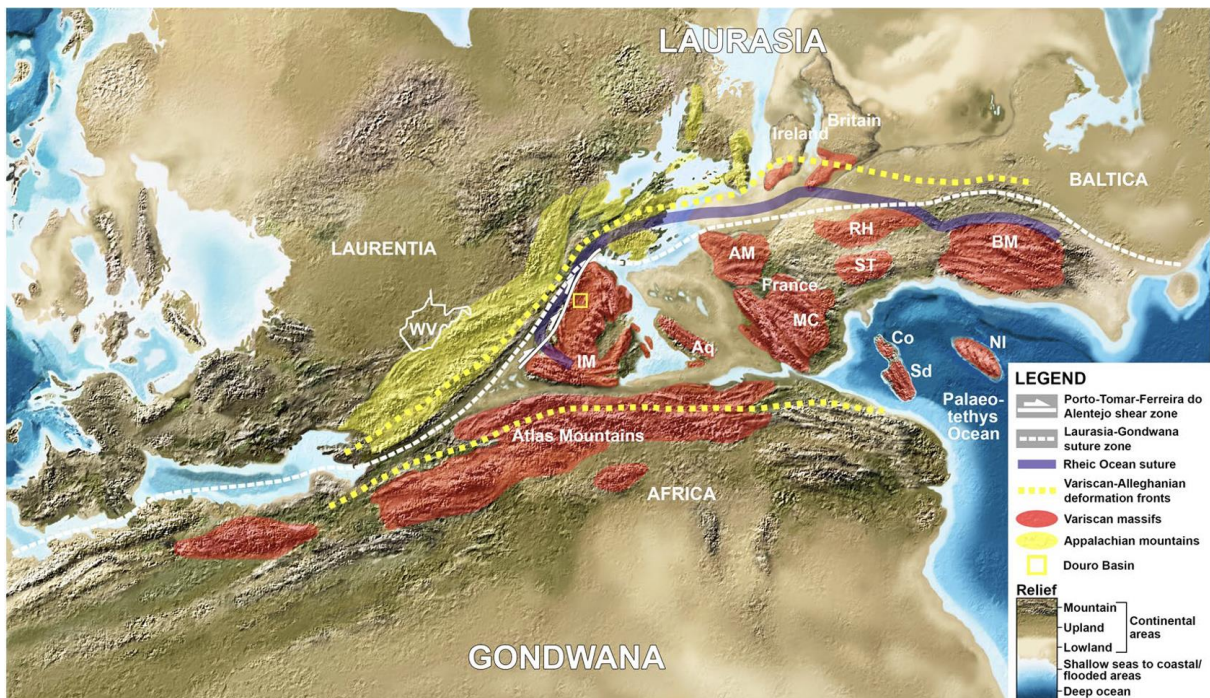 LAURASIA
Britain
Ireland
BALTICA
LAURENTIA
RH
BM
AM
ST
France
MC
WV
IM
Aq
Co
Sd
NI
Palaeo-
tethys
Ocean
Atlas Mountains
AFRICA
GONDWANA
LEGEND
Porto-Tomar-Ferreira do
Alentejo shear zone
Laurasia-Gondwana
suture zone
Rheic Ocean suture
Variscan-Alleghanian
deformation fronts
Variscan massifs
Appalachian mountains
Douro Basin
Relief
Mountain
Upland
Lowland
Continental
areas
Shallow seas to coastal/
flooded areas
Deep ocean